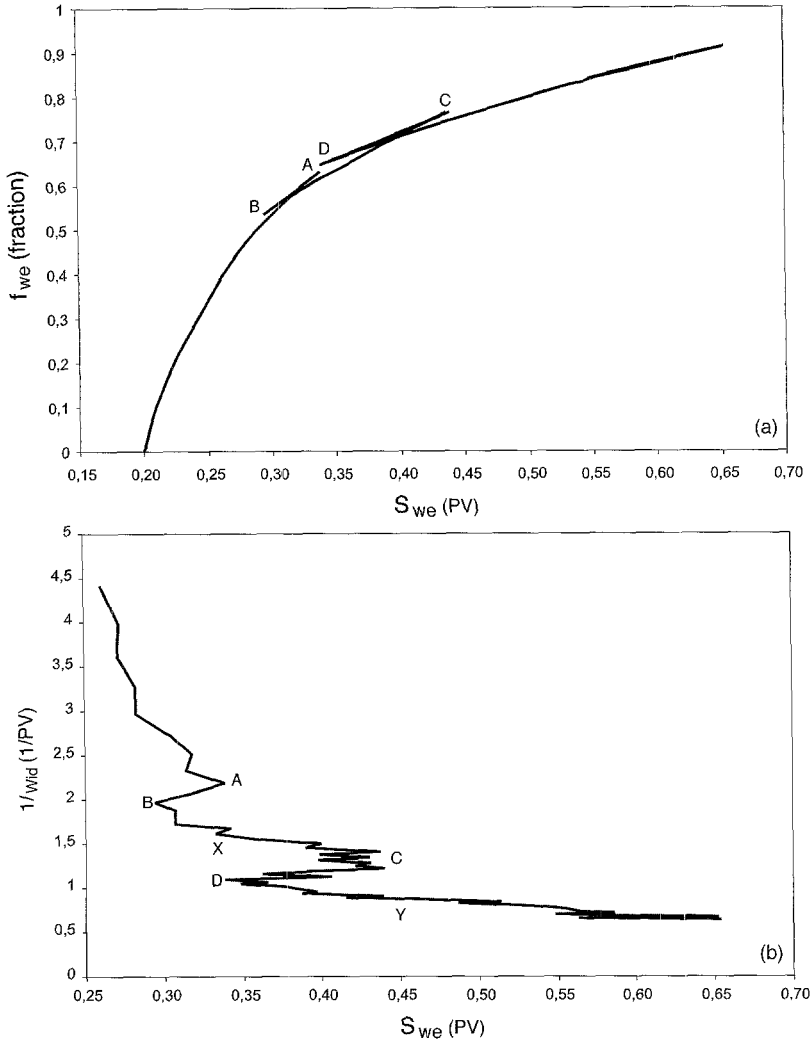 1
0,9
0,8
0,7
0,6
0,5
0,4
0,3
0,2
0,1
0
f we (fraction)
C
D
A
B
(a)
0,15 0,20 0,25 0,30 0,35 0,40 0,45 0,50 0,55 0,60 0,65 0,70
S we (PV)
5
4,5
4
3,5
3
2,5
2
1,5
1
0,5
0
1/Wid (1/PV)
A
B
X
C
D
Y
(b)
0,25 0,30 0,35 0,40 0,45 0,50 0,55 0,60 0,65 0,70
S we (PV)